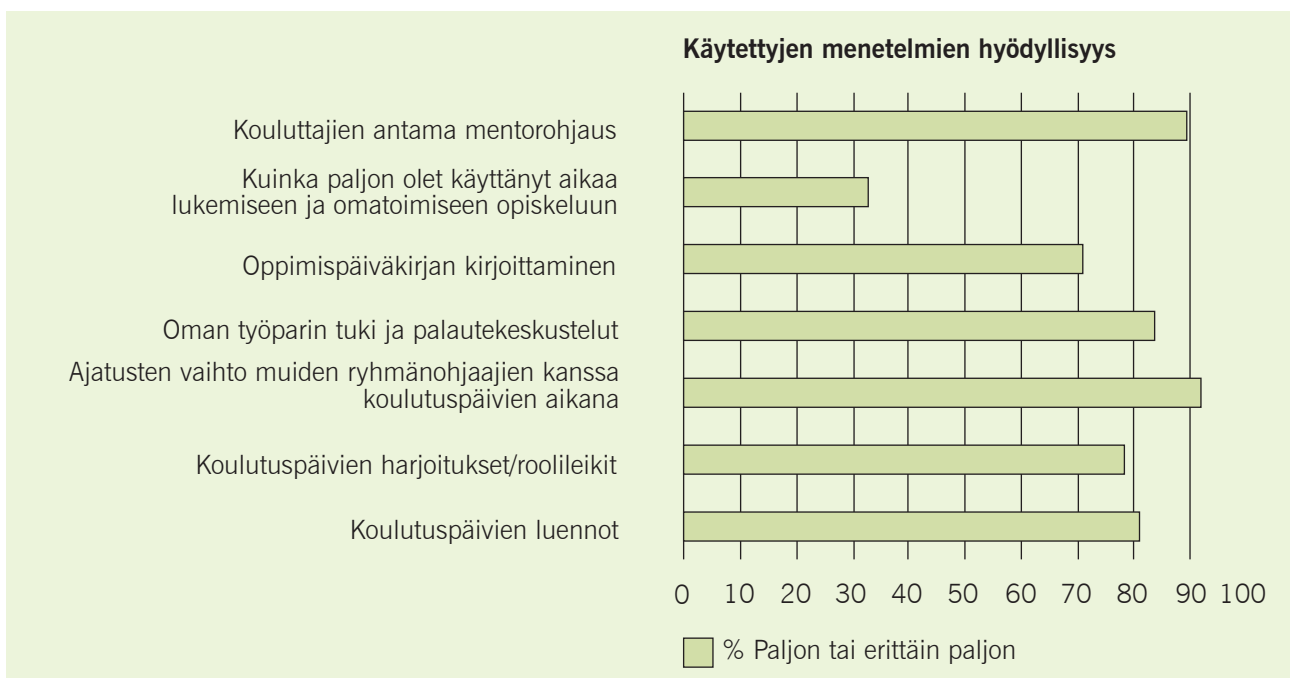 Käytettyjen menetelmien hyödyllisyys
Kouluttajien antama mentorohjaus
Kuinka paljon olet käyttänyt aikaa
lukemiseen ja omatoimiseen opiskeluun
Oppimispäiväkirjan kirjoittaminen
Oman työparin tuki ja palautekeskustelut
Ajatusten vaihto muiden ryhmänohjaajien kanssa
koulutuspäivien aikana
Koulutuspäivien harjoitukset/roolileikit
Koulutuspäivien luennot
0 10 20 30 40 50 60 70 80 90 100
% Paljon tai erittäin paljon